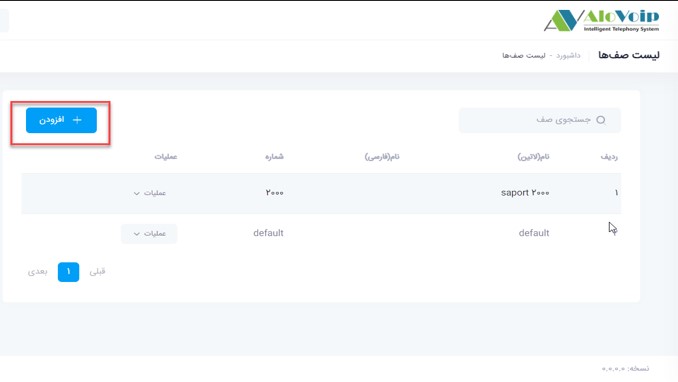 AloVoip
Intelligent Telephony System
لیست صف‌ها
داشبورد - لیست صف‌ها
جستجوی صف
افزودن +
ردیف نام(لاتین) نام(فارسی) شماره عملیات
۱ saport ۲۰۰۰ ۲۰۰۰ عملیات
default default عملیات
قبلی ۱ بعدی
نسخه: ۰.۰.۰.۰